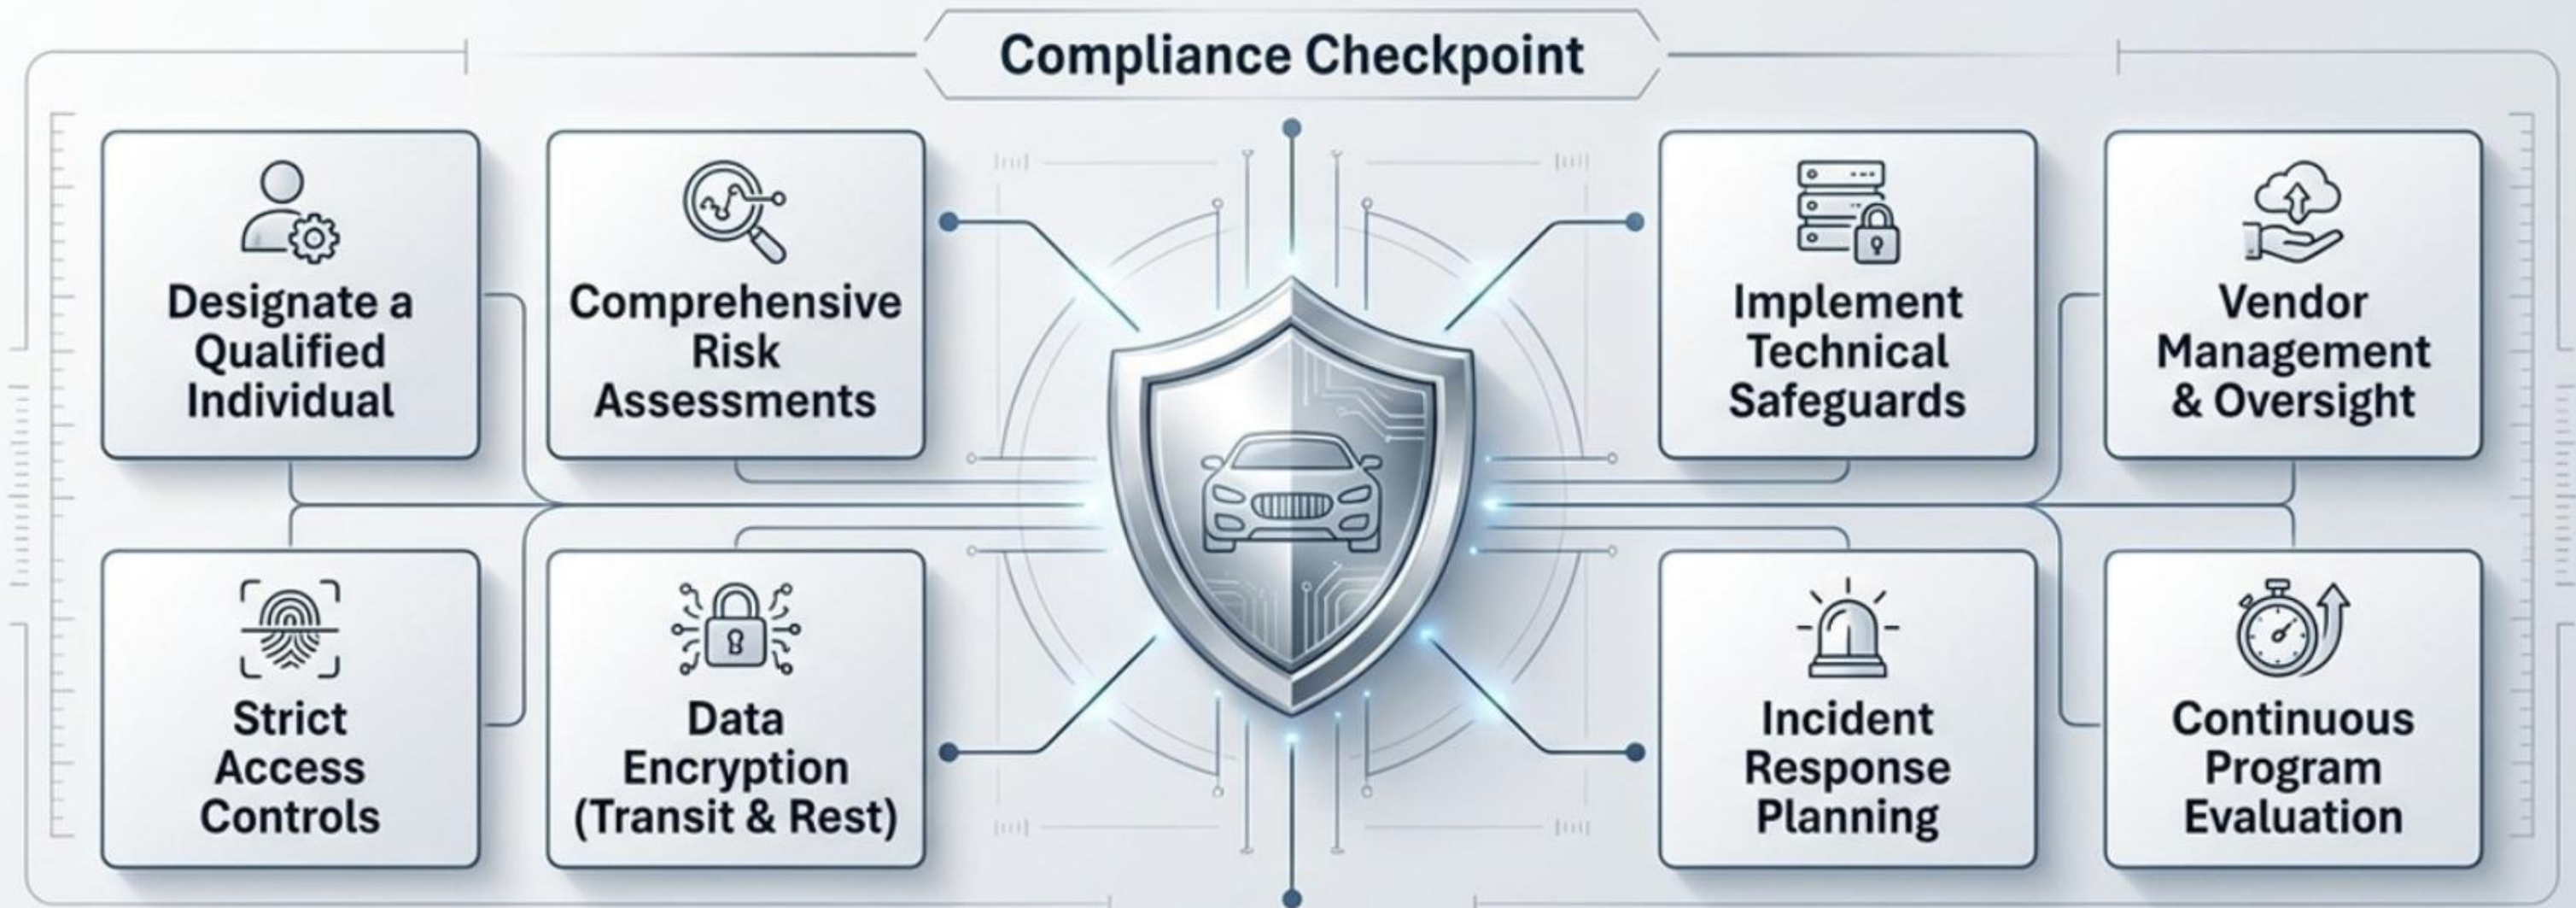 Compliance Checkpoint
Designate a
Qualified
Individual
Comprehensive
Risk
Assessments
Implement
Technical
Safeguards
Vendor
Management
& Oversight
Strict
Access
Controls
Data
Encryption
(Transit & Rest)
Incident
Response
Planning
Continuous
Program
Evaluation